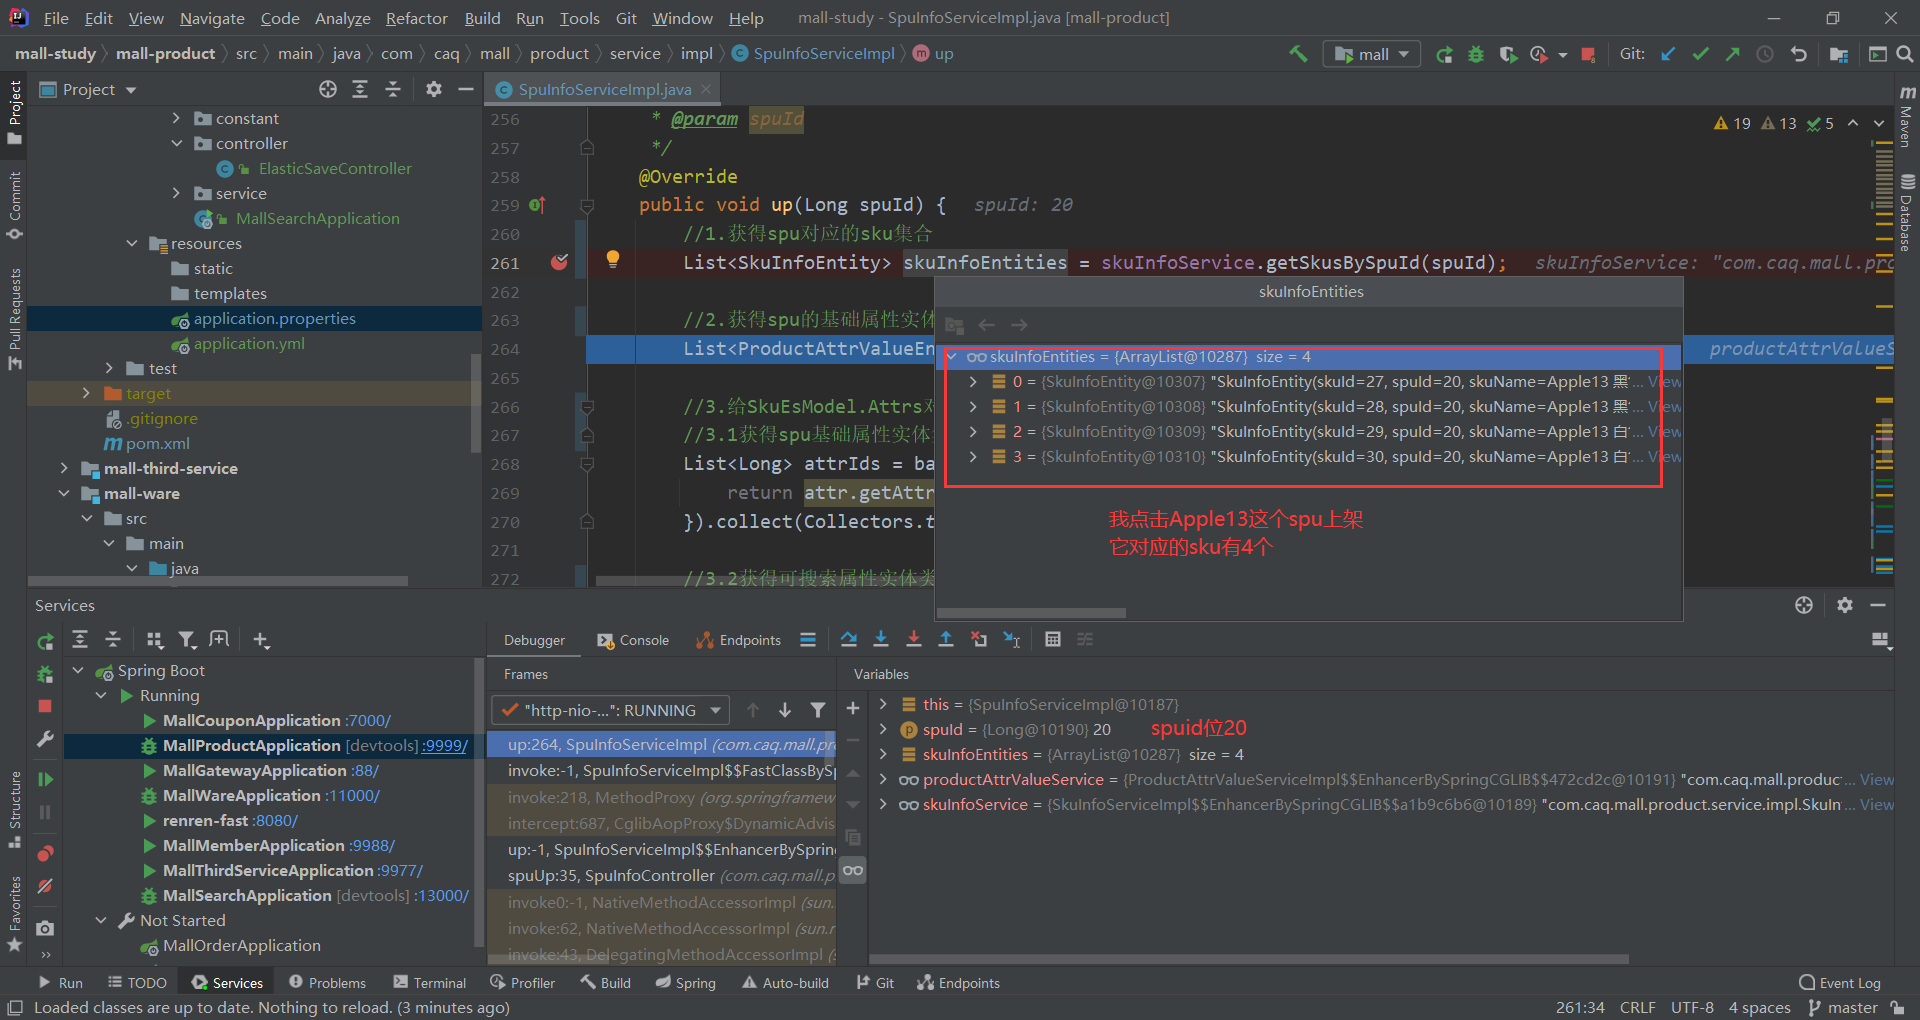 File Edit View Navigate Code Analyze Refactor Build Run Tools Git Window Help mall-study - SpuInfoServiceImpl.java [mall-product]
mall-study mall-product src main java com caq mall product service impl SpuInfoServiceImpl up mall Git:
Project
SpuInfoServiceImpl.java
constant
controller
ElasticSaveController
service
MallSearchApplication
resources
static
templates
application.properties
application.yml
test
target
.gitignore
pom.xml
mall-third-service
mall-ware
src
main
java
256 * @param spuId
257 */
258 @Override
259 public void up(Long spuId) { spuId: 20
260 //1.获得spu对应的sku集合
261 List<SkuInfoEntity> skuInfoEntities = skuInfoService.getSkusBySpuId(spuId); skuInfoService: "com.caq.mall.pro
262
263 //2.获得spu的基础属性实体
264 List<ProductAttrValueEn productAttrValueS
265
266 //3.给SkuEsModel.Attrs对
267 //3.1获得spu基础属性实体
268 List<Long> attrIds = ba
269 return attr.getAttr
270 }).collect(Collectors.t
271
272 //3.2获得可搜索属性实体类
19 13 5
skuInfoEntities
skuInfoEntities = {ArrayList@10287} size = 4
0 = {SkuInfoEntity@10307} "SkuInfoEntity(skuId=27, spuId=20, skuName=Apple13 黑... View
1 = {SkuInfoEntity@10308} "SkuInfoEntity(skuId=28, spuId=20, skuName=Apple13 黑... View
2 = {SkuInfoEntity@10309} "SkuInfoEntity(skuId=29, spuId=20, skuName=Apple13 白... View
3 = {SkuInfoEntity@10310} "SkuInfoEntity(skuId=30, spuId=20, skuName=Apple13 白... View
我点击Apple13这个spu上架
它对应的sku有4个
Project
Commit
Pull Requests
Structure
Favorites
Maven
Database
Services
Spring Boot
Running
MallCouponApplication :7000/
MallProductApplication [devtools] :9999/
MallGatewayApplication :88/
MallWareApplication :11000/
renren-fast :8080/
MallMemberApplication :9988/
MallThirdServiceApplication :9977/
MallSearchApplication [devtools] :13000/
Not Started
MallOrderApplication
Debugger Console Endpoints
Frames
"http-nio-...": RUNNING
up:264, SpuInfoServiceImpl (com.caq.mall.pro
invoke:-1, SpuInfoServiceImpl$$FastClassBySp
invoke:218, MethodProxy (org.springframew
intercept:687, CglibAopProxy$DynamicAdvis
up:-1, SpuInfoServiceImpl$$EnhancerBySprin
spuUp:35, SpuInfoController (com.caq.mall.p
invoke0:-1, NativeMethodAccessorImpl (sun.r
invoke:62, NativeMethodAccessorImpl (sun.r
invoke:43, DelegatingMethodAccessorImpl (s
Variables
this = {SpuInfoServiceImpl@10187}
spuId = {Long@10190} 20 spuid位20
skuInfoEntities = {ArrayList@10287} size = 4
productAttrValueService = {ProductAttrValueServiceImpl$$EnhancerBySpringCGLIB$$472cd2c@10191} "com.caq.mall.produc... View
skuInfoService = {SkuInfoServiceImpl$$EnhancerBySpringCGLIB$$a1b9c6b6@10189} "com.caq.mall.product.service.impl.SkuIn... View
Run TODO Services Problems Terminal Profiler Build Spring Auto-build Git Endpoints Event Log
Loaded classes are up to date. Nothing to reload. (3 minutes ago) 261:34 CRLF UTF-8 4 spaces master